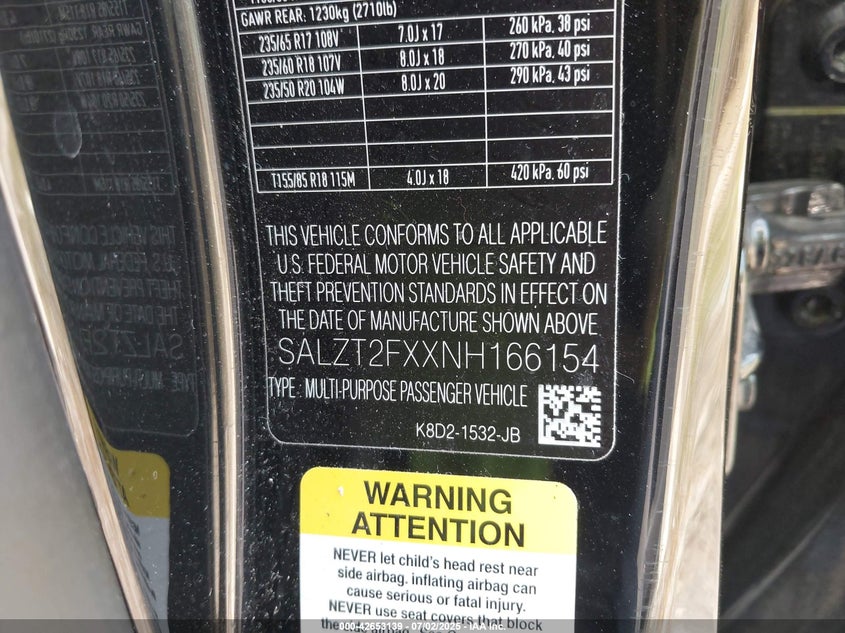 GAWR REAR: 1230kg (2710lb)
235/65 R17 108V 7.0J x 17 260 kPa, 38 psi
235/60 R18 107V 8.0J x 18 270 kPa, 40 psi
235/50 R20 104W 8.0J x 20 290 kPa, 43 psi
T155/85 R18 115M 4.0J x 18 420 kPa, 60 psi
THIS VEHICLE CONFORMS TO ALL APPLICABLE
U.S. FEDERAL MOTOR VEHICLE SAFETY AND
THEFT PREVENTION STANDARDS IN EFFECT ON
THE DATE OF MANUFACTURE SHOWN ABOVE
SALZT2FXXNH166154
TYPE: MULTI-PURPOSE PASSENGER VEHICLE
K8D2-1532-JB
WARNING
ATTENTION
NEVER let child's head rest near
side airbag. inflating airbag can
cause serious or fatal injury.
NEVER use seat covers that block
the side airbag
00-42653139 - 07/02/2025 - IAA Inc.